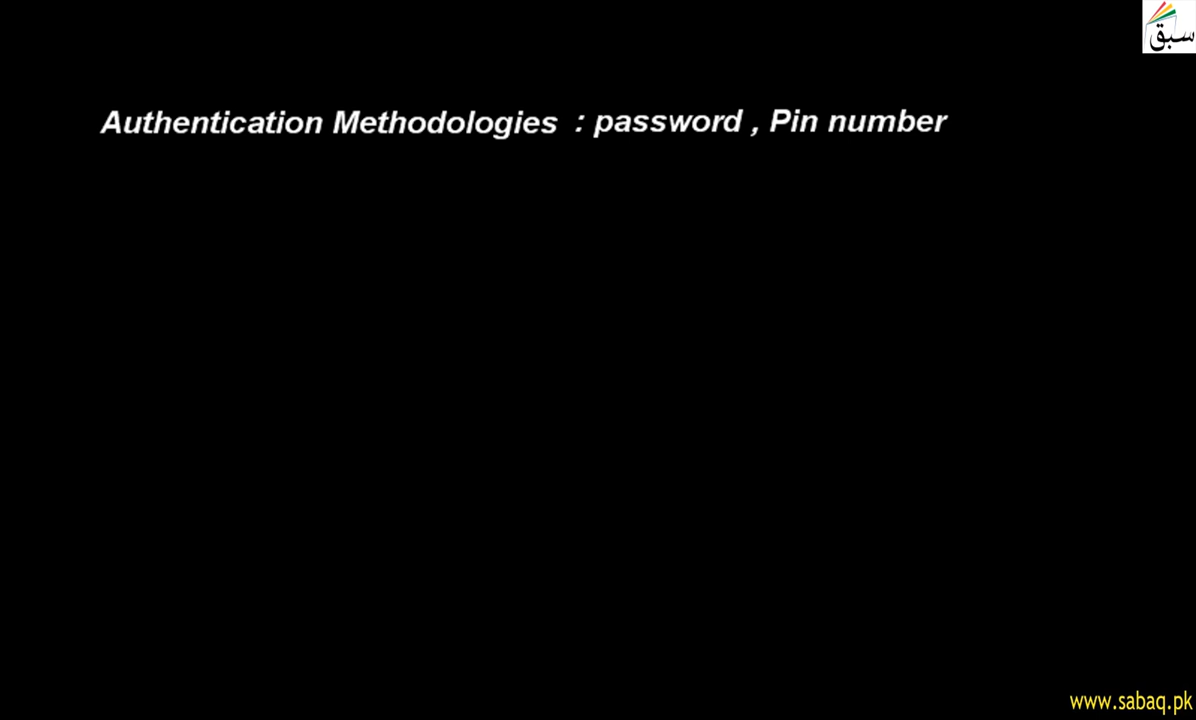 سبق
Authentication Methodologies : password , Pin number
www.sabaq.pk